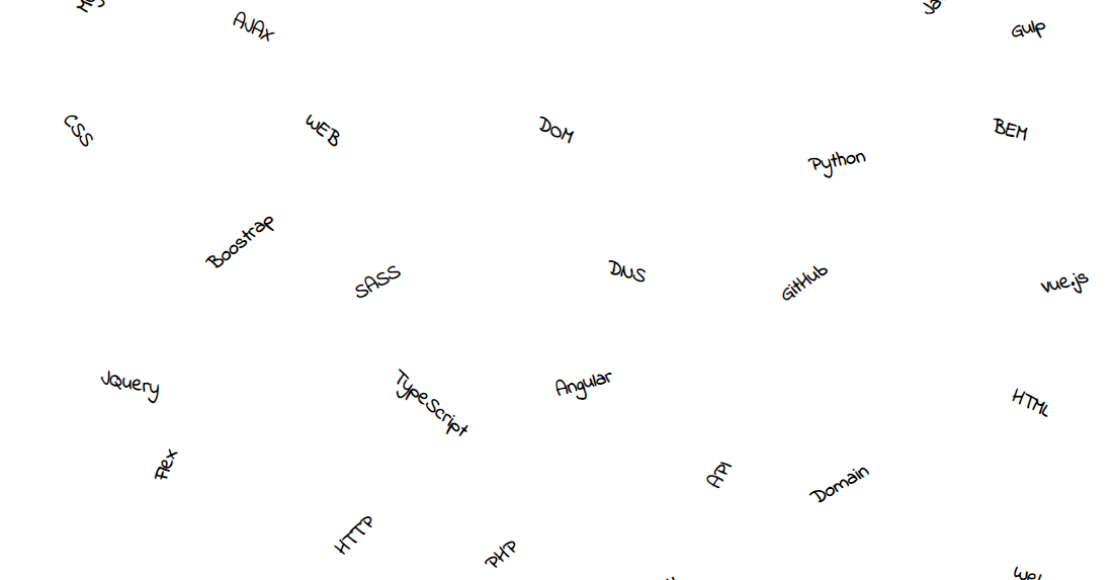 AJAX
Gulp
CSS
WEB
DOM
BEM
Python
Boostrap
SASS
DNS
GitHub
vue.js
JQuery
TypeScript
Angular
HTML
Flex
API
Domain
HTTP
PHP